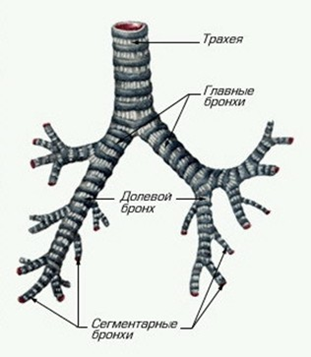 Трахея
Главные
бронхи
Долевой
бронх
Сегментарные
бронхи